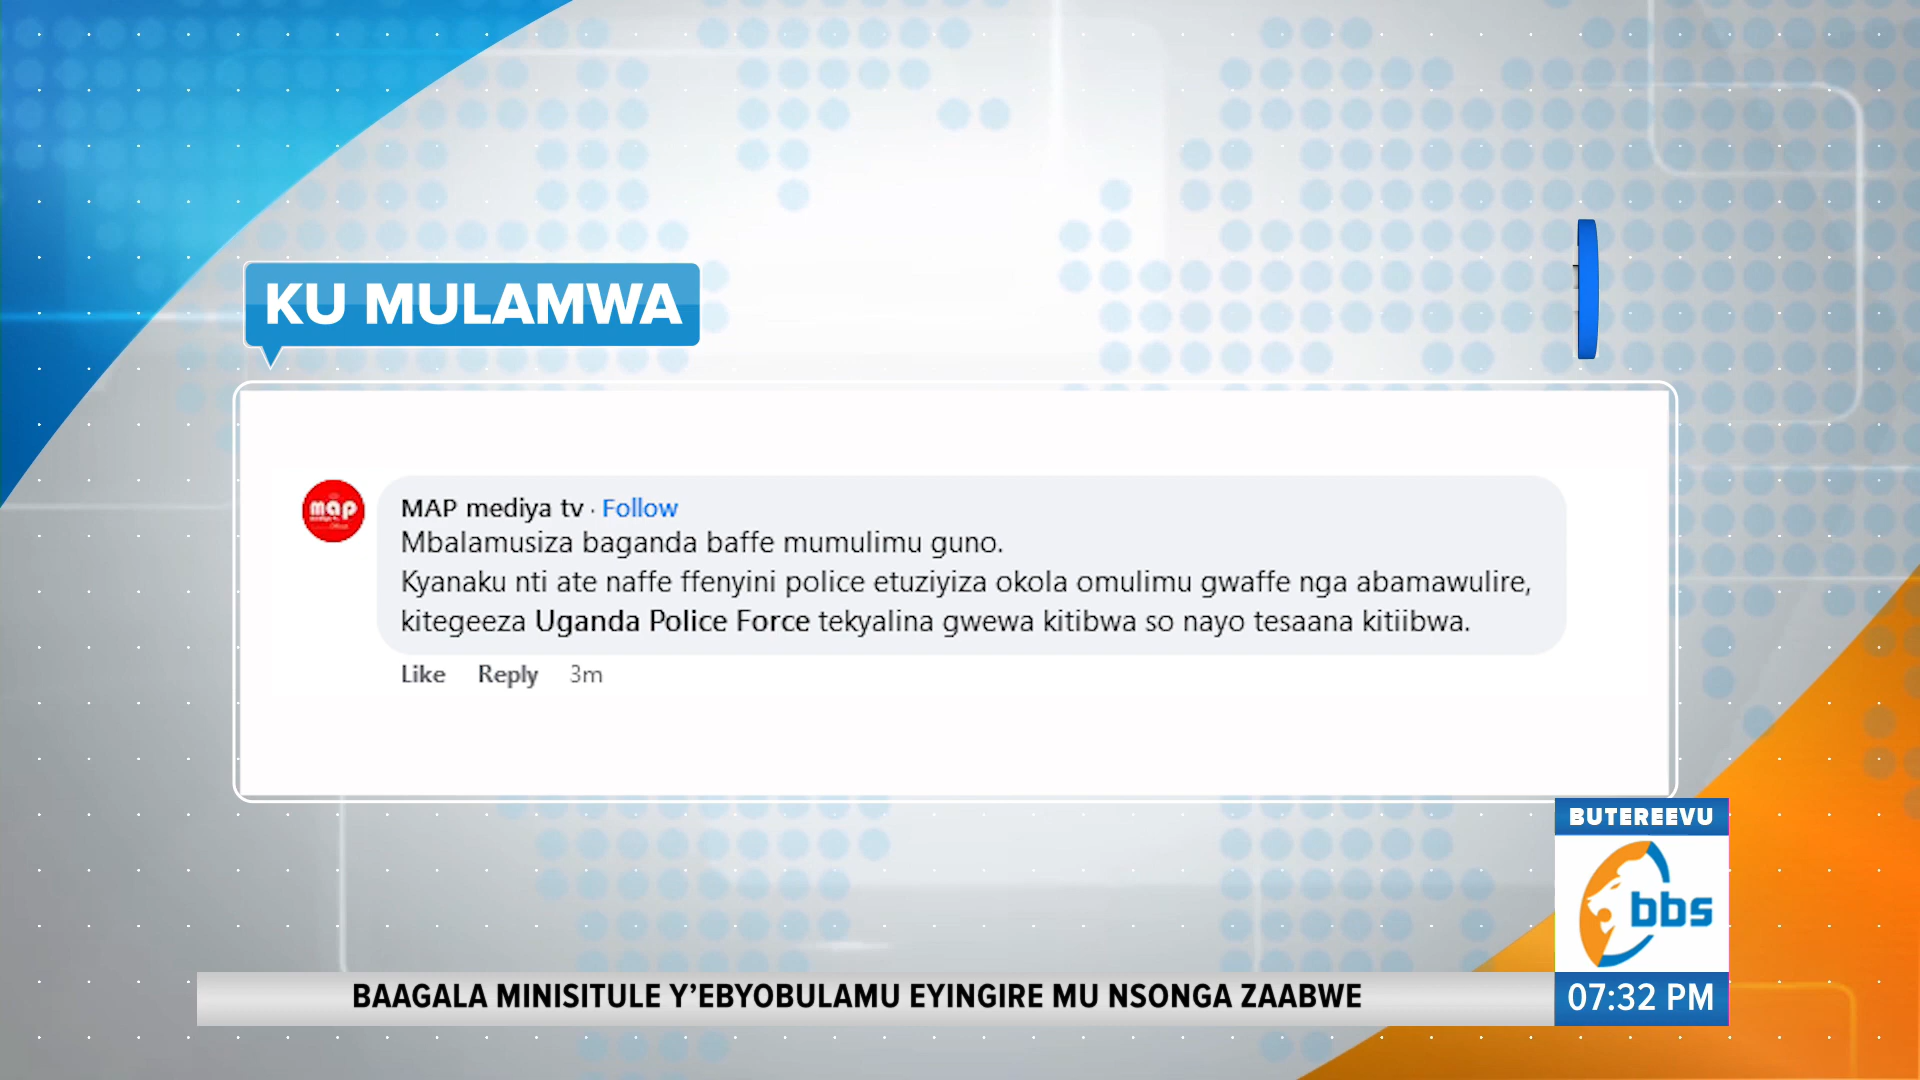 KU MULAMWA
map
MAP mediya tv · Follow
Mbalamusiza baganda baffe mumulimu guno.
Kyanaku nti ate naffe ffenyini police etuziyiza okola omulimu gwaffe nga abamawulire,
kitegeeza Uganda Police Force tekyalina gwewa kitibwa so nayo tesaana kitiibwa.
Like Reply 3m
BUTEREEVU
bbs
BAAGALA MINISITULE Y’EBYOBULAMU EYINGIRE MU NSONGA ZAABWE
07:32 PM